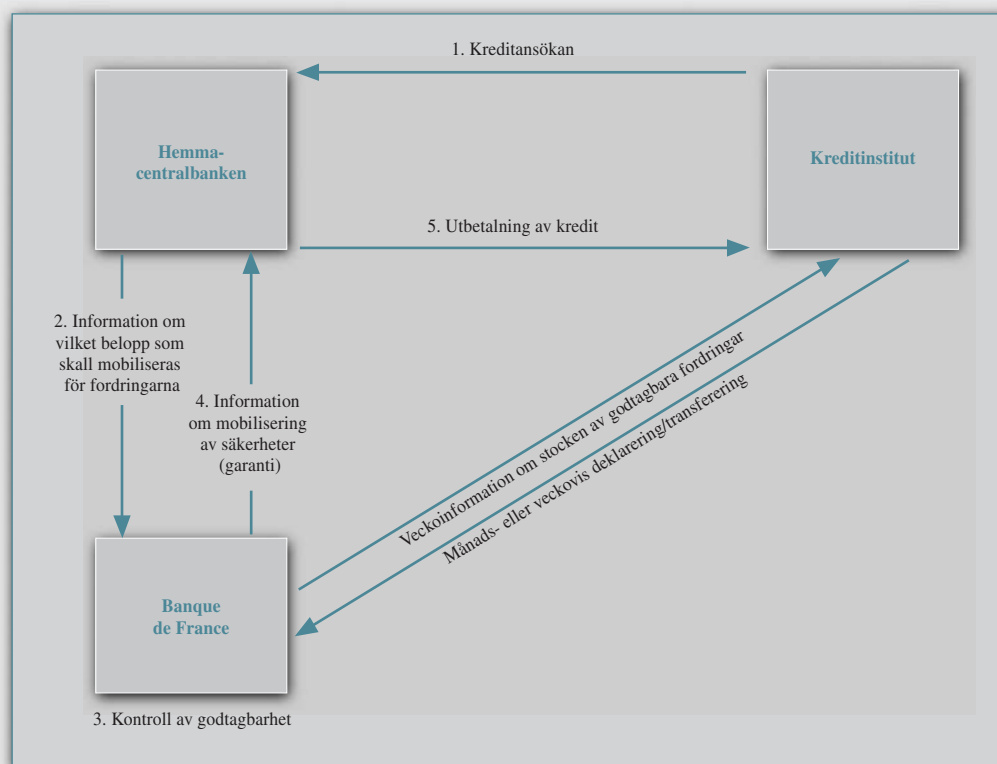 1. Kreditansökan
Hemma-
centralbanken
Kreditinstitut
5. Utbetalning av kredit
2. Information om
vilket belopp som
skall mobiliseras
för fordringarna
4. Information
om mobilisering
av säkerheter
(garanti)
Veckoinformation om stocken av godtagbara fordringar
Månads- eller veckovis deklarering/transferering
Banque
de France
3. Kontroll av godtagbarhet